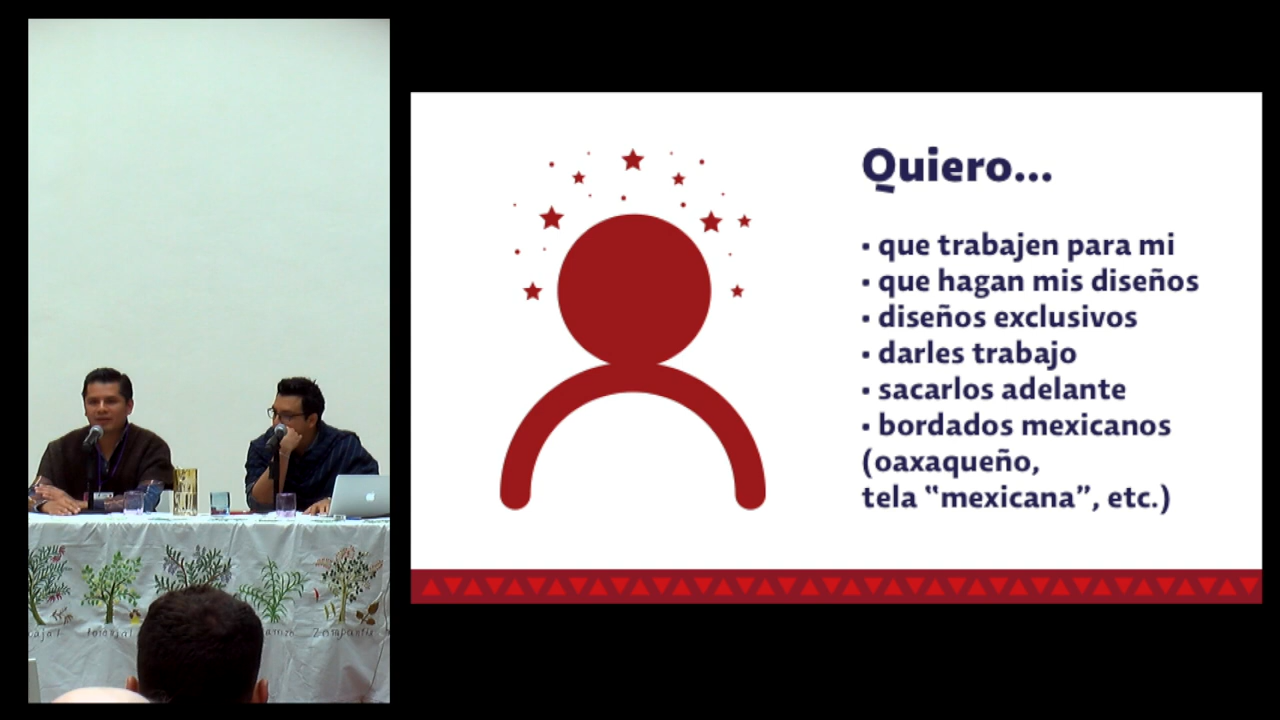 Quiero...
• que trabajen para mi
• que hagan mis diseños
• diseños exclusivos
• darles trabajo
• sacarlos adelante
• bordados mexicanos
(oaxaqueño,
tela “mexicana”, etc.)